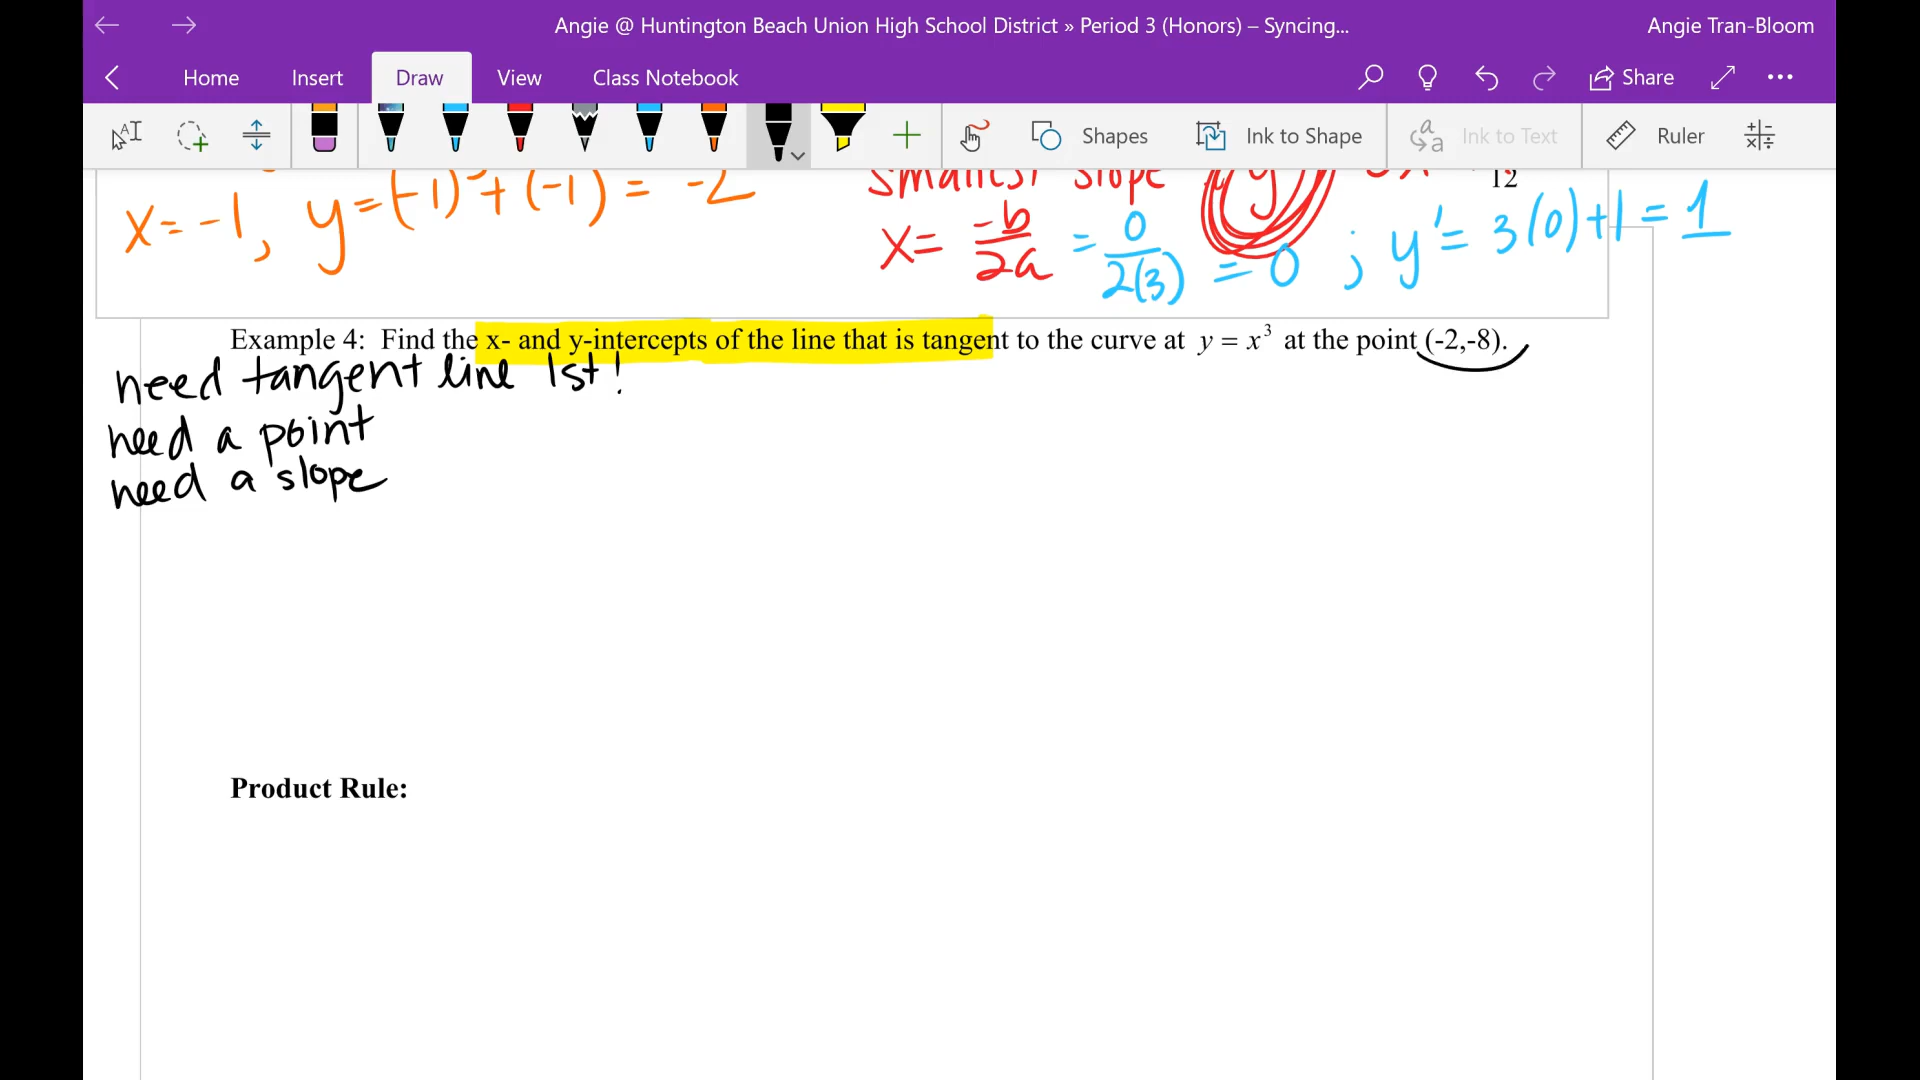 Angie @ Huntington Beach Union High School District » Period 3 (Honors) – Syncing...
Angie Tran-Bloom
Home Insert Draw View Class Notebook Share
Shapes Ink to Shape Ink to Text Ruler
x = -1, y = (-1)³ + (-1) = -2
smallest slope
12
x = -b/2a = 0/2(3) = 0 ; y' = 3(0)+1 = 1
Example 4: Find the x- and y-intercepts of the line that is tangent to the curve at y = x³ at the point (-2,-8).
need tangent line 1st!
need a point
need a slope
Product Rule: